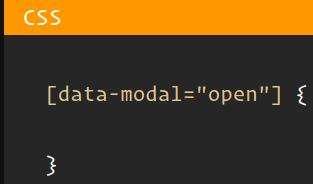 CSS
[data-modal="open"] {
}